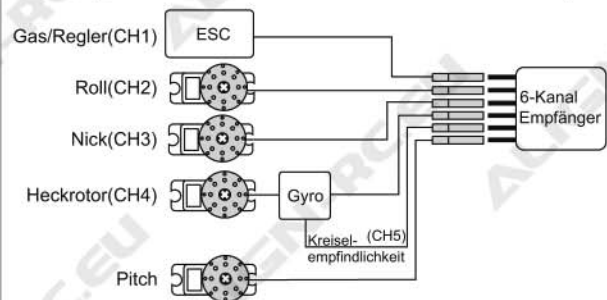 Gas/Regler(CH1)
ESC
Roll(CH2)
6-Kanal
Empfänger
Nick(CH3)
Heckrotor(CH4)
Gyro
Kreisel- (CH5)
empfindlichkeit
Pitch